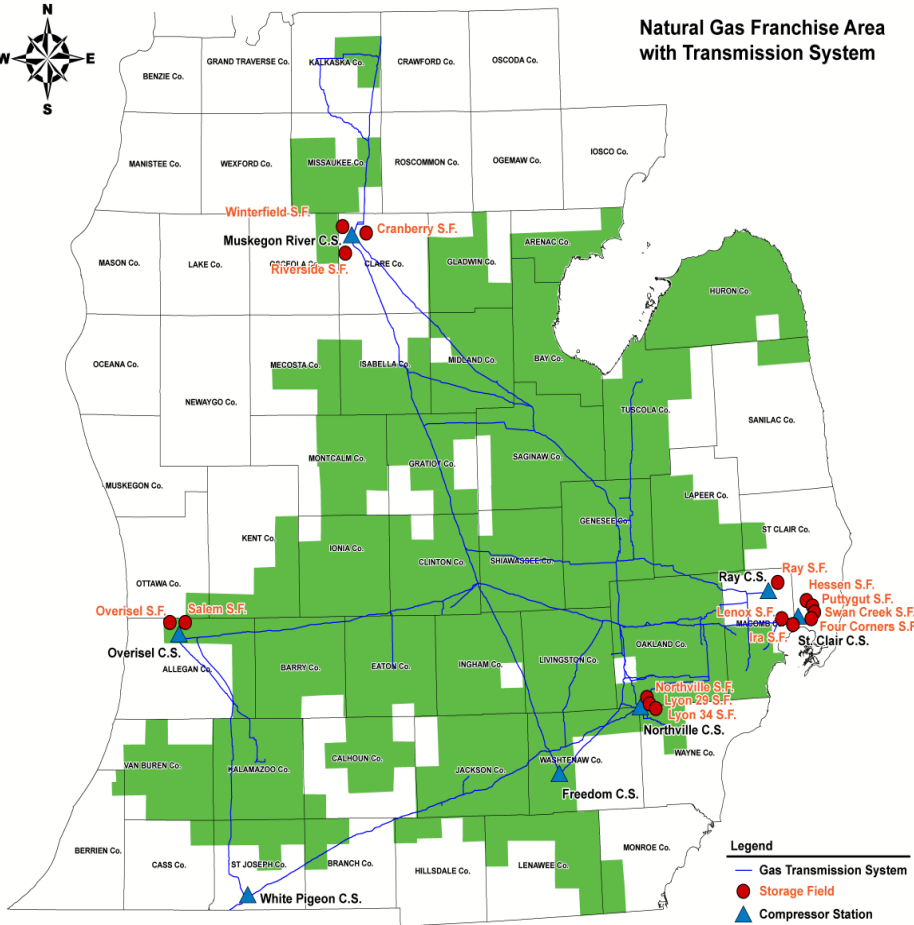 N
W
E
S
Natural Gas Franchise Area
with Transmission System
BENZIE Co.
GRAND TRAVERSE Co.
KALKASKA Co.
CRAWFORD Co.
OSCODA Co.
MANISTEE Co.
WEXFORD Co.
MISSAUKEE Co.
ROSCOMMON Co.
OGEMAW Co.
IOSCO Co.
Winterfield S.F.
Cranberry S.F.
Muskegon River C.S.
Riverside S.F.
MASON Co.
LAKE Co.
OSCEOLA Co.
CLARE Co.
GLADWIN Co.
ARENAC Co.
HURON Co.
OCEANA Co.
NEWAYGO Co.
MECOSTA Co.
ISABELLA Co.
MIDLAND Co.
BAY Co.
TUSCOLA Co.
SANILAC Co.
MUSKEGON Co.
MONTCALM Co.
GRATIOT Co.
SAGINAW Co.
LAPEER Co.
GENESEE Co.
ST CLAIR Co.
OTTAWA Co.
KENT Co.
IONIA Co.
CLINTON Co.
SHIAWASSEE Co.
Ray S.F.
Ray C.S.
Hessen S.F.
Puttygut S.F.
Swan Creek S.F.
Four Corners S.F.
Lenox S.F.
MACOMB Co.
Ira S.F.
St. Clair C.S.
Overisel S.F.
Salem S.F.
Overisel C.S.
ALLEGAN Co.
BARRY Co.
EATON Co.
INGHAM Co.
LIVINGSTON Co.
OAKLAND Co.
Northville S.F.
Lyon 29 S.F.
Lyon 34 S.F.
Northville C.S.
WAYNE Co.
VAN BUREN Co.
KALAMAZOO Co.
CALHOUN Co.
JACKSON Co.
WASHTENAW Co.
Freedom C.S.
BERRIEN Co.
CASS Co.
ST JOSEPH Co.
BRANCH Co.
HILLSDALE Co.
LENAWEE Co.
MONROE Co.
White Pigeon C.S.
Legend
Gas Transmission System
Storage Field
Compressor Station